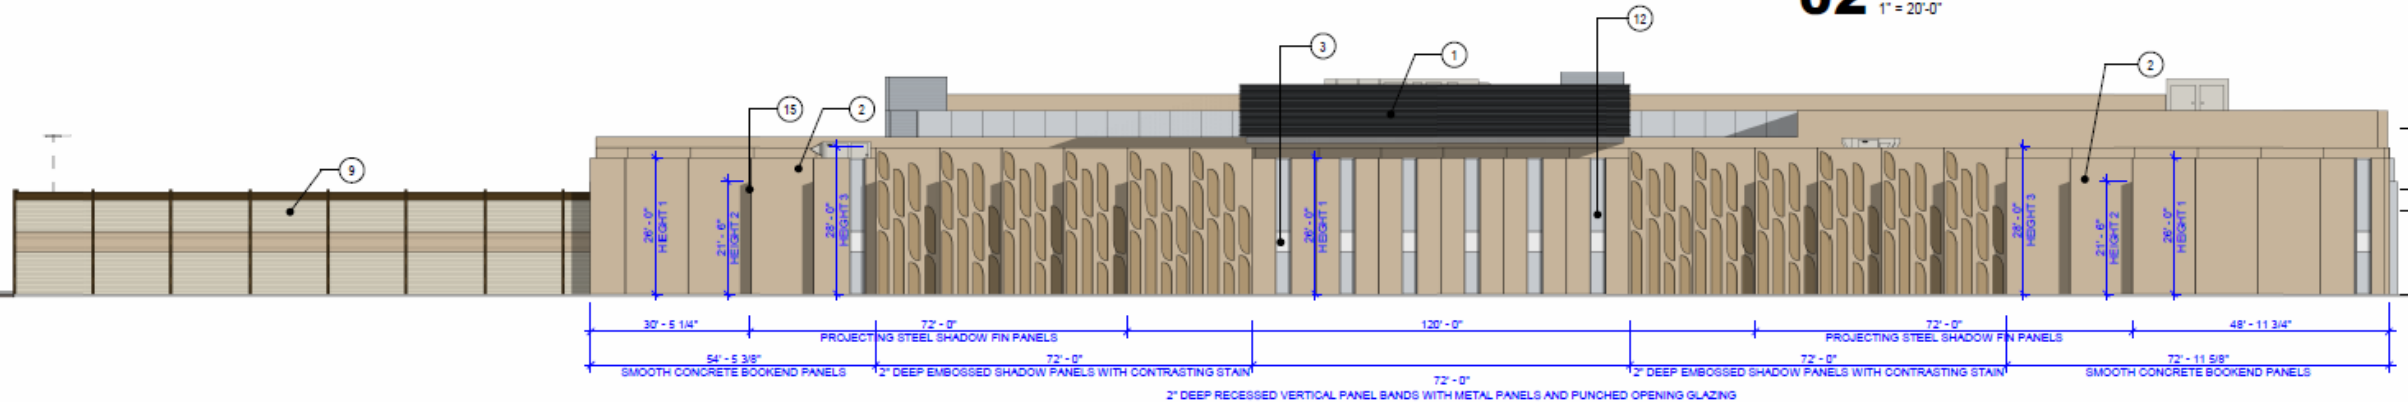 02
1" = 20'-0"
12
3
1
2
15
2
9
26' - 0"
HEIGHT 1
21' - 6"
HEIGHT 2
28' - 0"
HEIGHT 3
26' - 0"
HEIGHT 1
28' - 0"
HEIGHT 3
21' - 6"
HEIGHT 2
26' - 0"
HEIGHT 1
30' - 5 1/4"
72' - 0"
120' - 0"
72' - 0"
48' - 11 3/4"
PROJECTING STEEL SHADOW FIN PANELS
PROJECTING STEEL SHADOW FIN PANELS
54' - 5 3/8"
72' - 0"
72' - 0"
72' - 11 5/8"
SMOOTH CONCRETE BOOKEND PANELS
2" DEEP EMBOSSED SHADOW PANELS WITH CONTRASTING STAIN
2" DEEP EMBOSSED SHADOW PANELS WITH CONTRASTING STAIN
SMOOTH CONCRETE BOOKEND PANELS
72' - 0"
2" DEEP RECESSED VERTICAL PANEL BANDS WITH METAL PANELS AND PUNCHED OPENING GLAZING